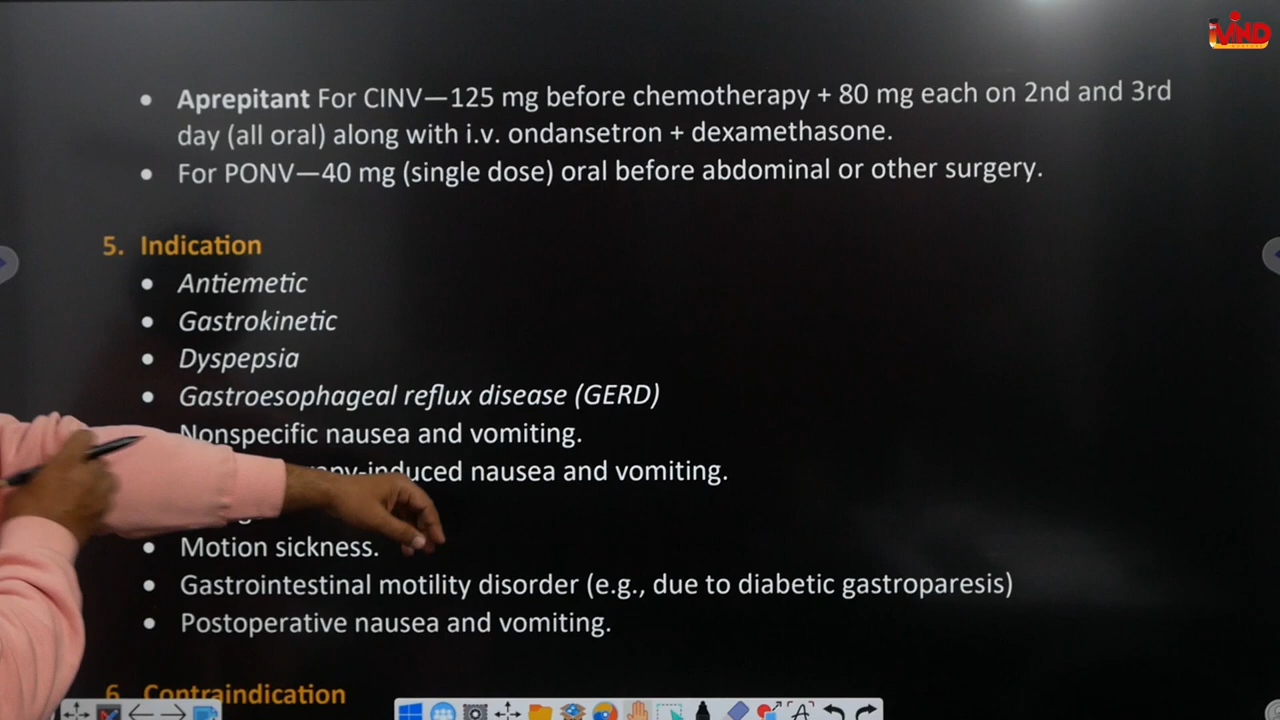 • Aprepitant For CINV—125 mg before chemotherapy + 80 mg each on 2nd and 3rd
day (all oral) along with i.v. ondansetron + dexamethasone.
• For PONV—40 mg (single dose) oral before abdominal or other surgery.
5. Indication
• Antiemetic
• Gastrokinetic
• Dyspepsia
• Gastroesophageal reflux disease (GERD)
Nonspecific nausea and vomiting.
-induced nausea and vomiting.
• Motion sickness.
• Gastrointestinal motility disorder (e.g., due to diabetic gastroparesis)
• Postoperative nausea and vomiting.
6. Contraindication